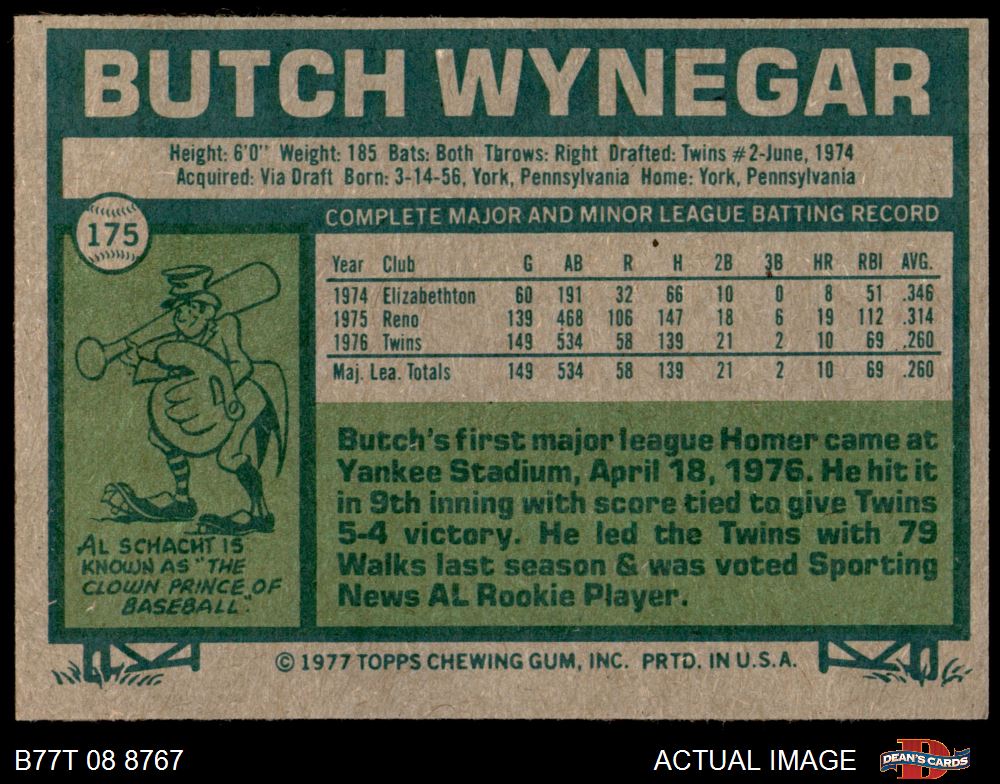 BUTCH WYNEGAR
Height: 6'0" Weight: 185 Bats: Both Throws: Right Drafted: Twins #2-June, 1974
Acquired: Via Draft Born: 3-14-56, York, Pennsylvania Home: York, Pennsylvania
175
COMPLETE MAJOR AND MINOR LEAGUE BATTING RECORD
Year Club G AB R H 2B 3B HR RBI AVG.
1974 Elizabethton 60 191 32 66 10 0 8 51 .346
1975 Reno 139 468 106 147 18 6 19 112 .314
1976 Twins 149 534 58 139 21 2 10 69 .260
Maj. Lea. Totals 149 534 58 139 21 2 10 69 .260
AL SCHACHT IS
KNOWN AS "THE
CLOWN PRINCE OF
BASEBALL".
Butch's first major league Homer came at
Yankee Stadium, April 18, 1976. He hit it
in 9th inning with score tied to give Twins
5-4 victory. He led the Twins with 79
Walks last season & was voted Sporting
News AL Rookie Player.
© 1977 TOPPS CHEWING GUM, INC. PRTD. IN U.S.A.
B77T 08 8767
ACTUAL IMAGE
D
DEAN'S CARDS